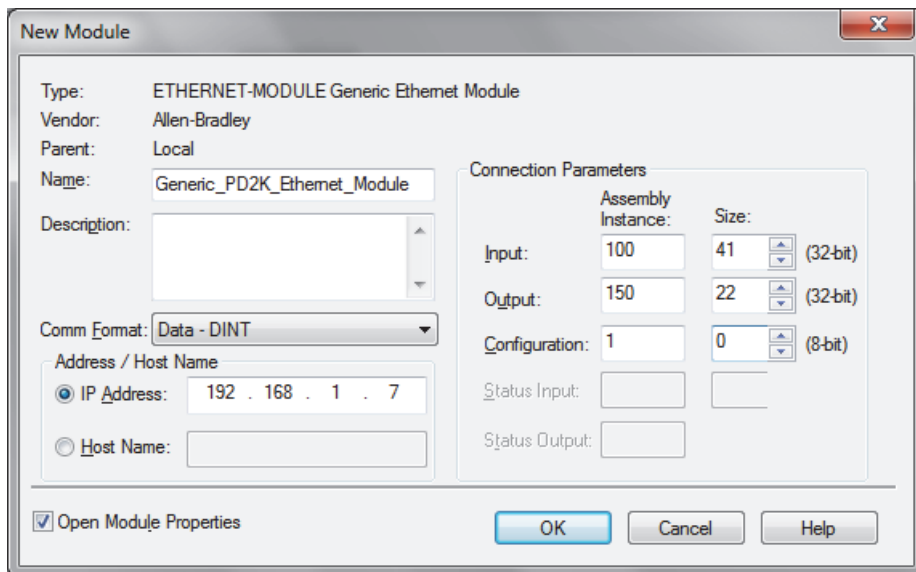 New Module
Type: ETHERNET-MODULE Generic Ethernet Module
Vendor: Allen-Bradley
Parent: Local
Name: Generic_PD2K_Ethernet_Module
Description:
Comm Format: Data - DINT
Address / Host Name
IP Address: 192 . 168 . 1 . 7
Host Name:
Connection Parameters
Assembly
Instance: Size:
Input: 100 41 (32-bit)
Output: 150 22 (32-bit)
Configuration: 1 0 (8-bit)
Status Input:
Status Output:
Open Module Properties
OK Cancel Help